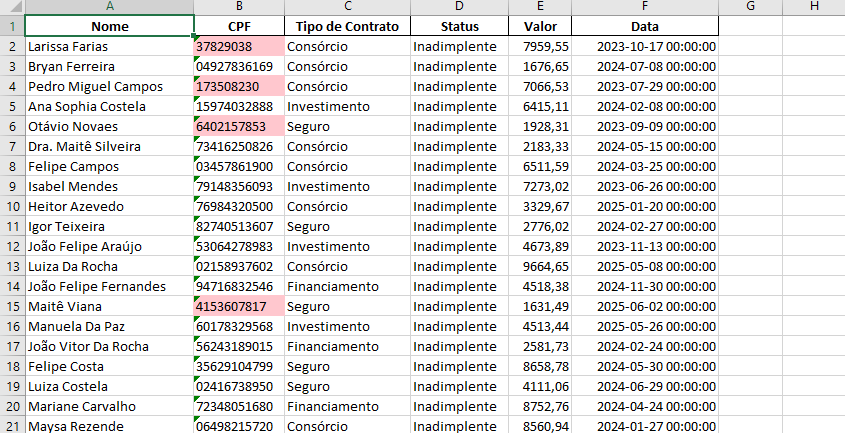 A B C D E F G H
1 Nome CPF Tipo de Contrato Status Valor Data
2 Larissa Farias 37829038 Consórcio Inadimplente 7959,55 2023-10-17 00:00:00
3 Bryan Ferreira 04927836169 Consórcio Inadimplente 1676,65 2024-07-08 00:00:00
4 Pedro Miguel Campos 173508230 Consórcio Inadimplente 7066,53 2023-07-29 00:00:00
5 Ana Sophia Costela 15974032888 Investimento Inadimplente 6415,11 2024-02-08 00:00:00
6 Otávio Novaes 6402157853 Seguro Inadimplente 1928,31 2023-09-09 00:00:00
7 Dra. Maitê Silveira 73416250826 Consórcio Inadimplente 2183,33 2024-05-15 00:00:00
8 Felipe Campos 03457861900 Consórcio Inadimplente 6511,59 2024-03-25 00:00:00
9 Isabel Mendes 79148356093 Investimento Inadimplente 7273,02 2023-06-26 00:00:00
10 Heitor Azevedo 76984320500 Consórcio Inadimplente 3329,67 2025-01-20 00:00:00
11 Igor Teixeira 82740513607 Seguro Inadimplente 2776,02 2024-02-27 00:00:00
12 João Felipe Araújo 53064278983 Investimento Inadimplente 4673,89 2023-11-13 00:00:00
13 Luiza Da Rocha 02158937602 Consórcio Inadimplente 9664,65 2025-05-08 00:00:00
14 João Felipe Fernandes 94716832546 Financiamento Inadimplente 4518,38 2024-11-30 00:00:00
15 Maitê Viana 4153607817 Seguro Inadimplente 1631,49 2025-06-02 00:00:00
16 Manuela Da Paz 60178329568 Investimento Inadimplente 4513,44 2025-05-26 00:00:00
17 João Vitor Da Rocha 56243189015 Financiamento Inadimplente 2581,73 2024-02-24 00:00:00
18 Felipe Costa 35629104799 Seguro Inadimplente 8658,78 2024-05-30 00:00:00
19 Luiza Costela 02416738950 Seguro Inadimplente 4111,06 2024-06-29 00:00:00
20 Mariane Carvalho 72348051680 Financiamento Inadimplente 8752,76 2024-04-24 00:00:00
21 Maysa Rezende 06498215720 Consórcio Inadimplente 8560,94 2024-01-27 00:00:00